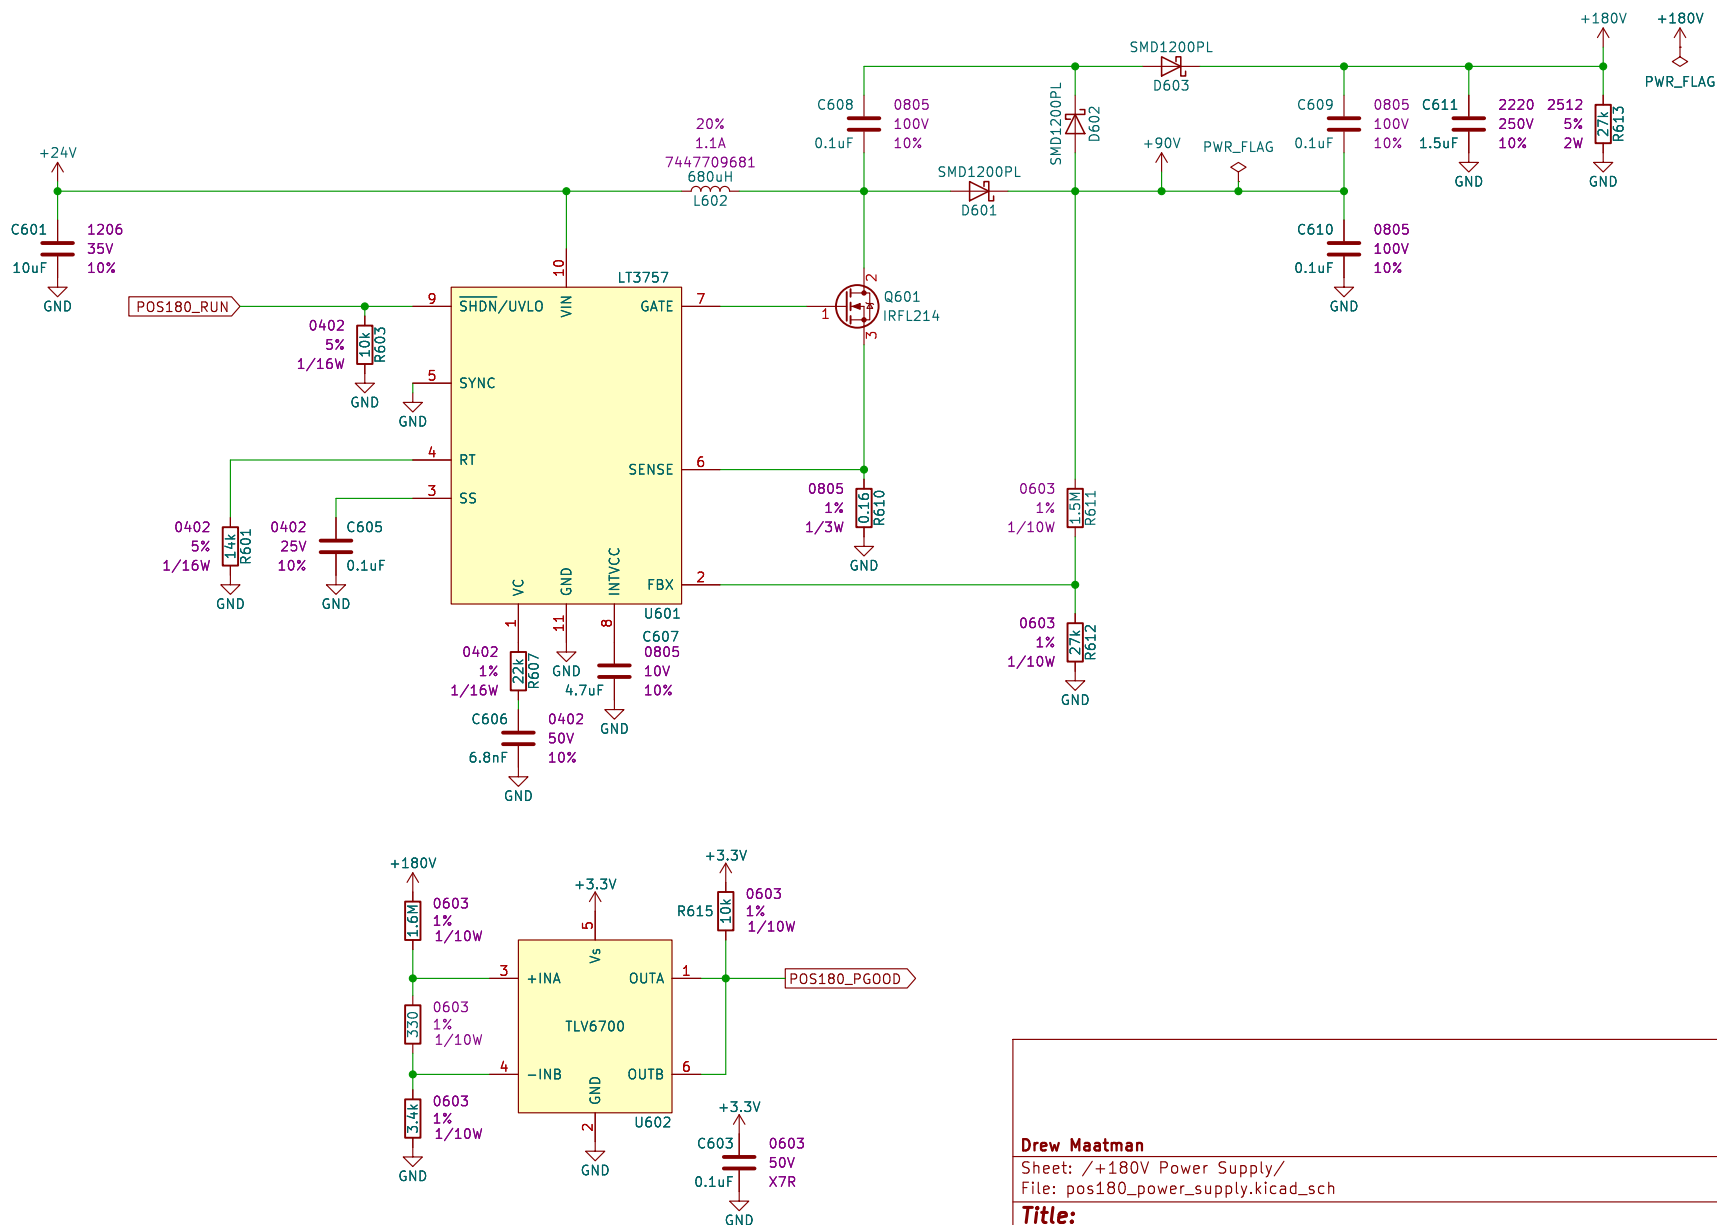 +180V
+180V
PWR_FLAG
SMD1200PL
D603
C608
0.1uF
0805
100V
10%
SMD1200PL
D602
C609
0.1uF
0805
100V
10%
C611
1.5uF
2220
250V
10%
2512
5%
2W
27k
R613
GND
GND
+24V
20%
1.1A
7447709681
680uH
L602
SMD1200PL
D601
+90V
PWR_FLAG
C601
10uF
1206
35V
10%
GND
C610
0.1uF
0805
100V
10%
GND
POS180_RUN
0402
5%
1/16W
10k
R603
GND
GND
LT3757
10
VIN
9
SHDN/UVLO
GATE
7
5
SYNC
4
RT
3
SS
SENSE
6
FBX
2
VC
GND
INTVCC
1
11
8
U601
1
2
3
Q601
IRFL214
0402
5%
1/16W
14k
R601
GND
0402
25V
10%
C605
0.1uF
GND
0805
1%
1/3W
0.16
R610
GND
0603
1%
1/10W
1.5M
R611
0603
1%
1/10W
27k
R612
GND
0402
1%
1/16W
22k
R607
GND
C607
0805
10V
10%
4.7uF
GND
C606
6.8nF
0402
50V
10%
GND
+180V
1.6M
0603
1%
1/10W
330
0603
1%
1/10W
3.4k
0603
1%
1/10W
GND
+3.3V
5
Vs
3
+INA
OUTA
1
TLV6700
4
-INB
OUTB
6
GND
2
U602
GND
+3.3V
R615
10k
0603
1%
1/10W
POS180_PGOOD
+3.3V
C603
0.1uF
0603
50V
X7R
GND
Drew Maatman
Sheet: /+180V Power Supply/
File: pos180_power_supply.kicad_sch
Title: